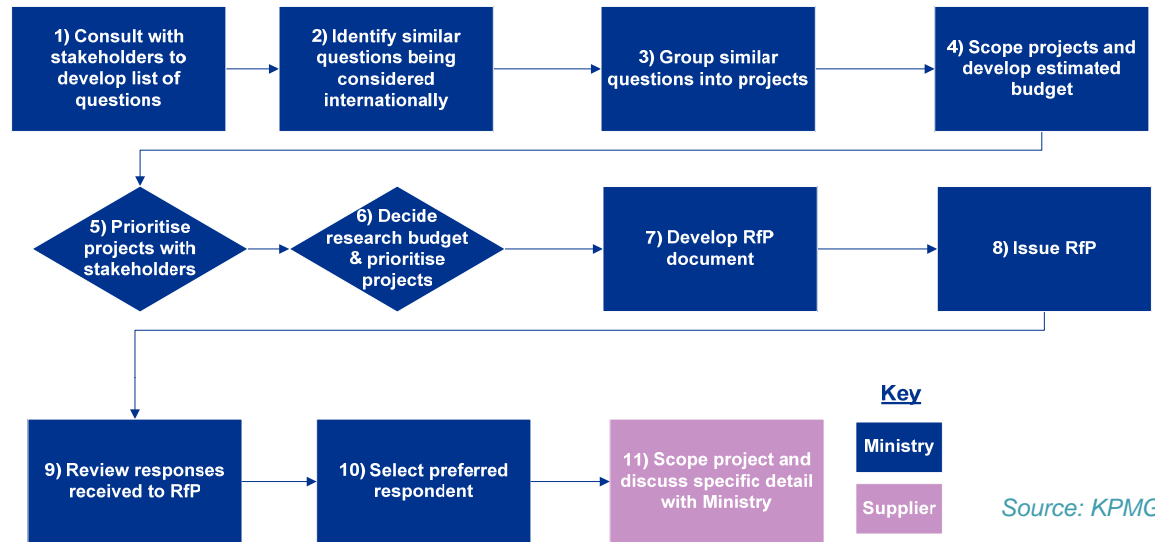 1) Consult with
stakeholders to
develop list of
questions
2) Identify similar
questions being
considered
internationally
3) Group similar
questions into projects
4) Scope projects and
develop estimated
budget
5) Prioritise
projects with
stakeholders
6) Decide
research budget
& prioritise
projects
7) Develop RfP
document
8) Issue RfP
9) Review responses
received to RfP
10) Select preferred
respondent
11) Scope project and
discuss specific detail
with Ministry
Key
Ministry
Supplier
Source: KPMG